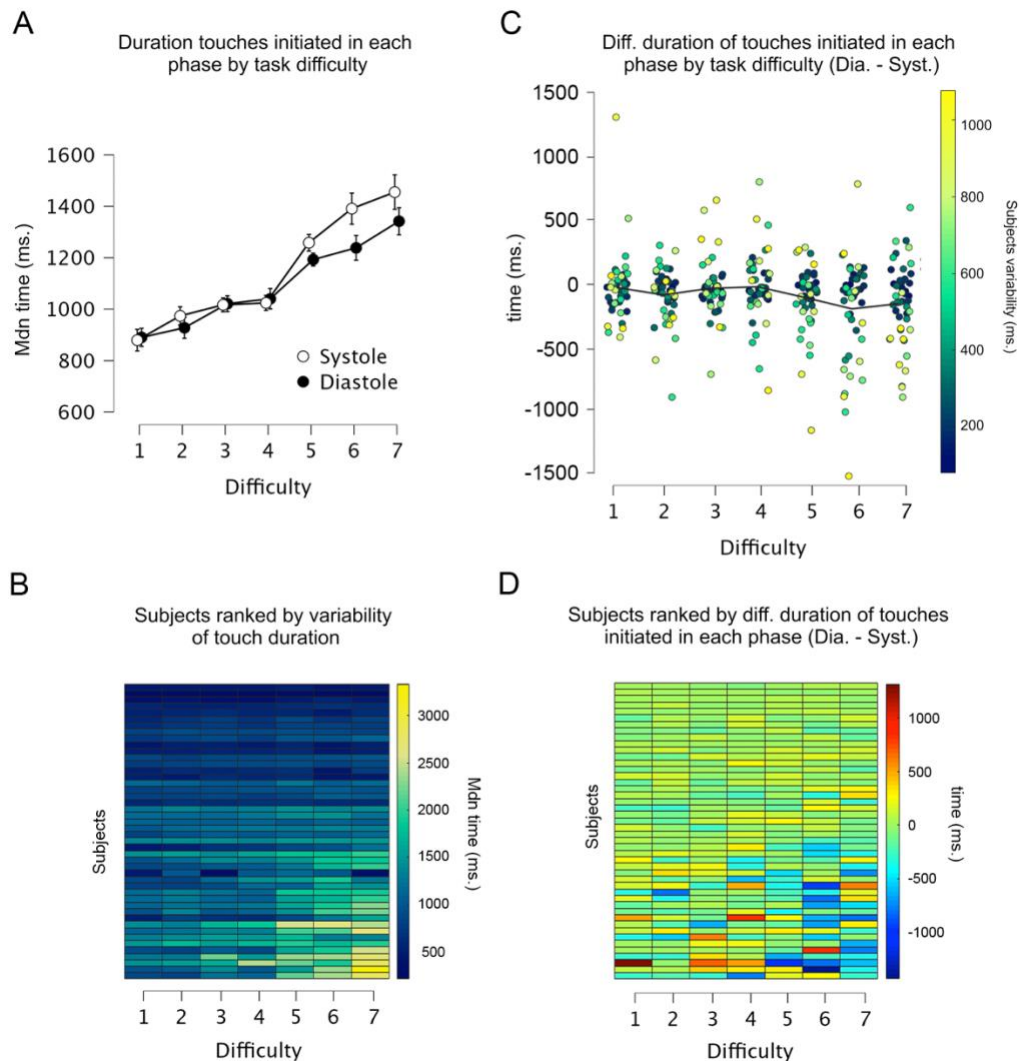 A
Duration touches initiated in each
phase by task difficulty
1600
1400
1200
1000
800
600
Mdn time (ms.)
Systole
Diastole
1 2 3 4 5 6 7
Difficulty
C
Diff. duration of touches initiated in each
phase by task difficulty (Dia. - Syst.)
1500
1000
500
0
-500
-1000
-1500
time (ms.)
1 2 3 4 5 6 7
Difficulty
1000
800
600
400
200
Subjects variability (ms.)
B
Subjects ranked by variability
of touch duration
Subjects
1 2 3 4 5 6 7
Difficulty
3000
2500
2000
1500
1000
500
Mdn time (ms.)
D
Subjects ranked by diff. duration of touches
initiated in each phase (Dia. - Syst.)
Subjects
1 2 3 4 5 6 7
Difficulty
1000
500
0
-500
-1000
time (ms.)